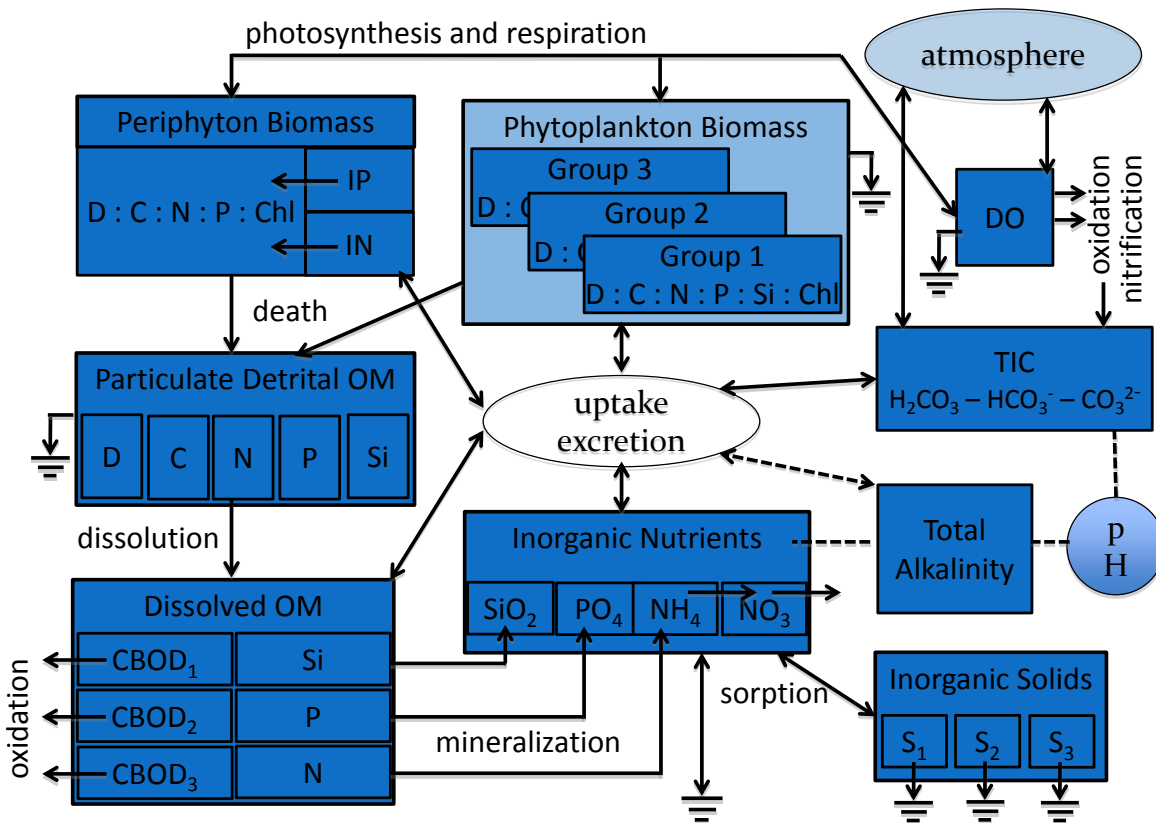 photosynthesis and respiration
atmosphere
Periphyton Biomass
IP
D : C : N : P : Chl
IN
Phytoplankton Biomass
Group 3
D : C
Group 2
D : C
Group 1
D : C : N : P : Si : Chl
DO
oxidation
nitrification
death
Particulate Detrital OM
D
C
N
P
Si
uptake
excretion
TIC
H₂CO₃ – HCO₃⁻ – CO₃²⁻
dissolution
Inorganic Nutrients
SiO₂
PO₄
NH₄
NO₃
Total
Alkalinity
p
H
Dissolved OM
CBOD₁
Si
CBOD₂
P
CBOD₃
N
oxidation
mineralization
sorption
Inorganic Solids
S₁
S₂
S₃